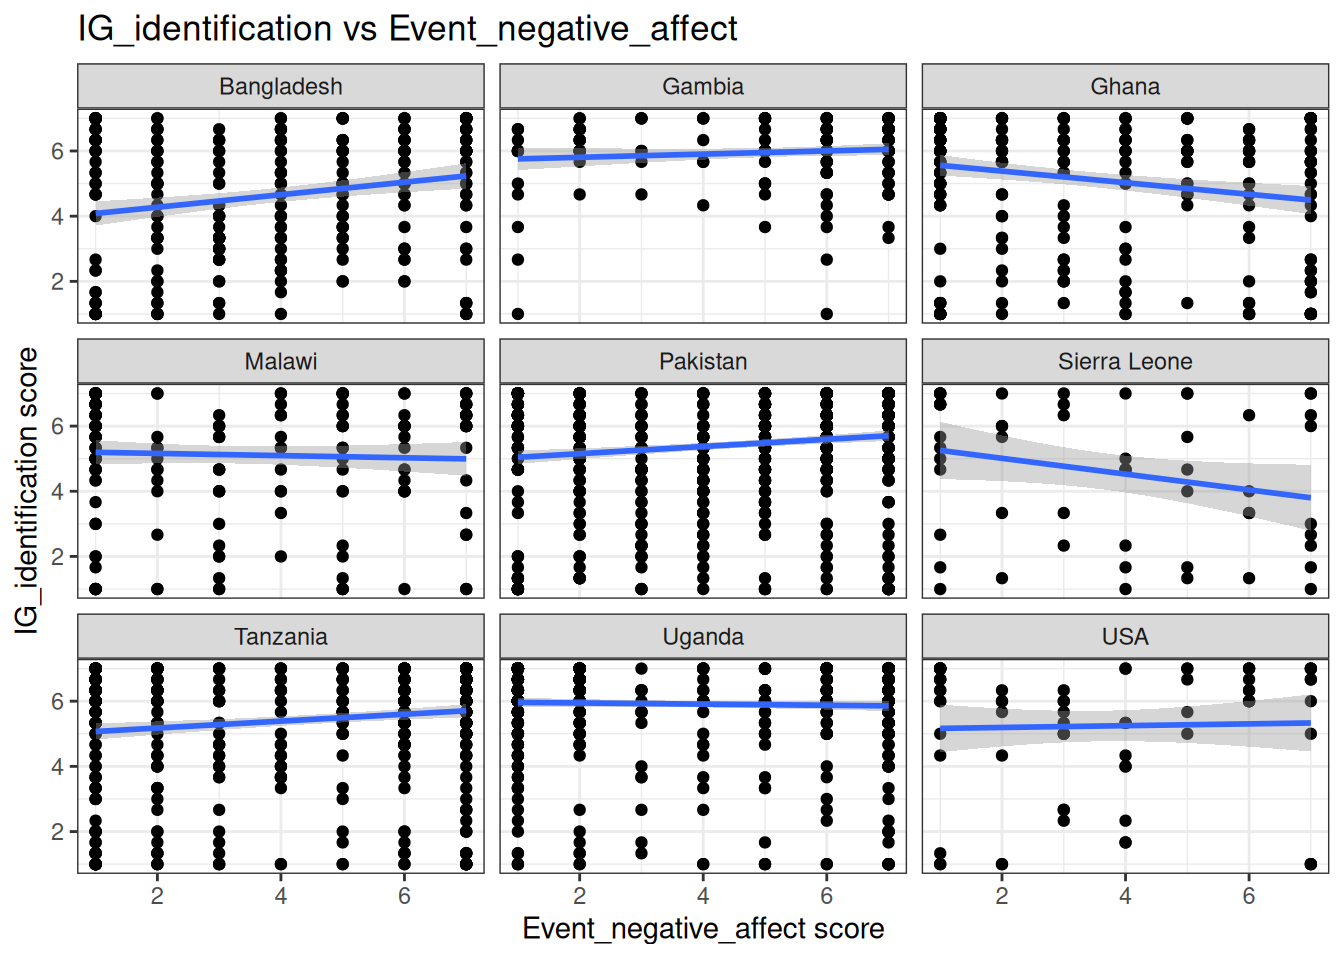 IG_identification vs Event_negative_affect
Bangladesh
Gambia
Ghana
6
4
2
Malawi
Pakistan
Sierra Leone
6
4
2
IG_identification score
Tanzania
Uganda
USA
6
4
2
2 4 6 2 4 6 2 4 6
Event_negative_affect score